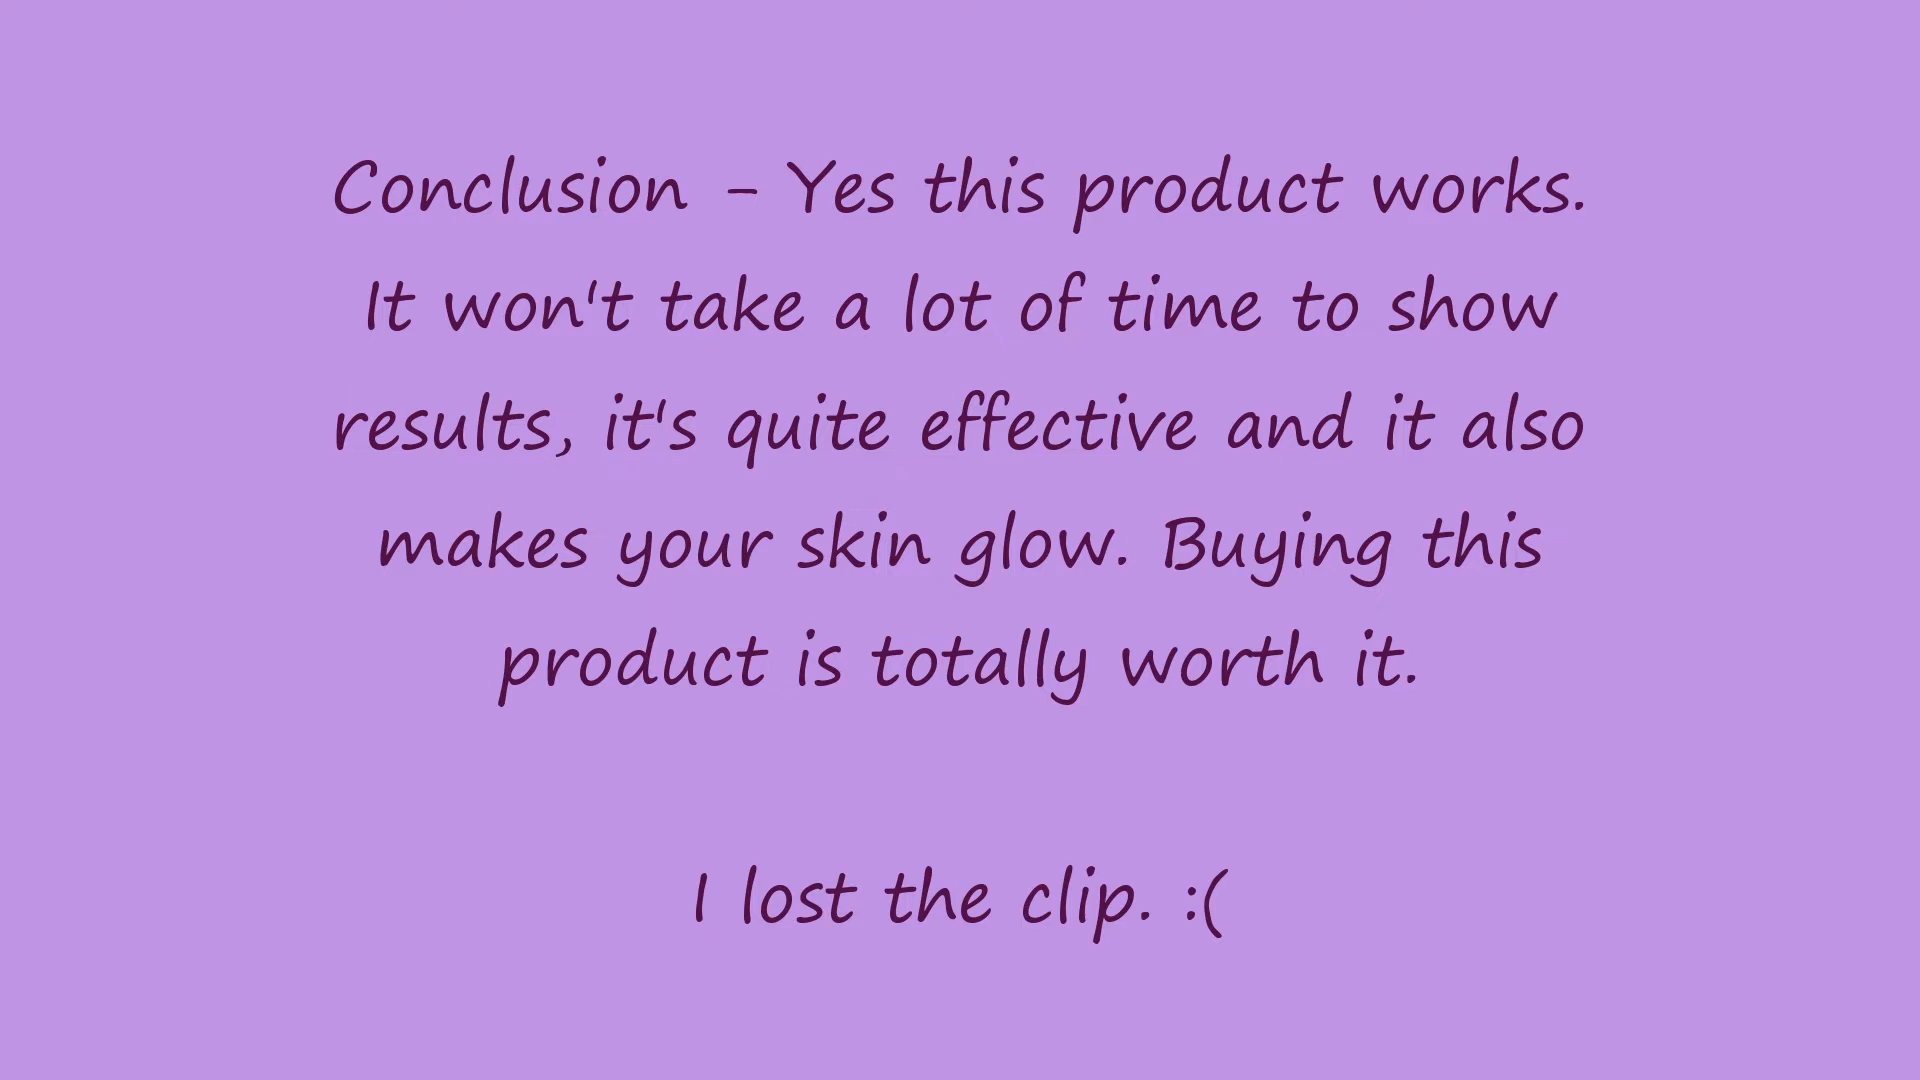 Conclusion - Yes this product works.
It won't take a lot of time to show
results, it's quite effective and it also
makes your skin glow. Buying this
product is totally worth it.
I lost the clip. :(